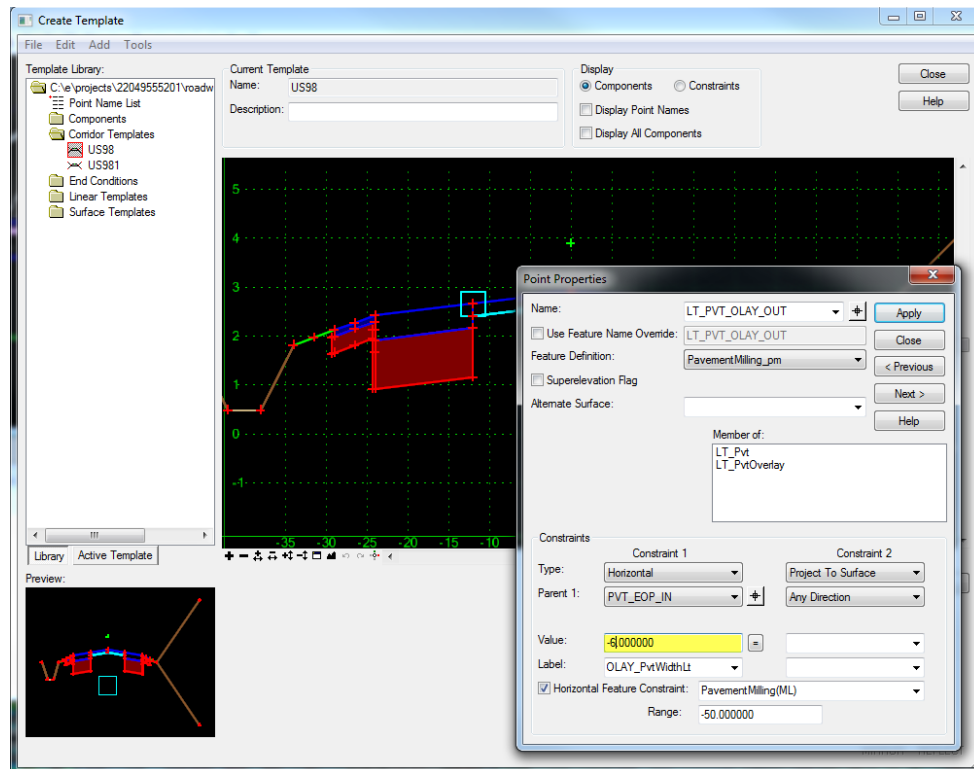 Create Template
File Edit Add Tools
Template Library:
C:\e\projects\22049555201\roadw
Point Name List
Components
Corridor Templates
US98
US981
End Conditions
Linear Templates
Surface Templates
Current Template
Name: US98
Description:
Display
Components Constraints
Display Point Names
Display All Components
Close
Help
5
4
3
2
1
0
-1
-35 -30 -25 -20 -15 -10
Library Active Template
Preview:
Point Properties
Name: LT_PVT_OLAY_OUT
Use Feature Name Override: LT_PVT_OLAY_OUT
Feature Definition: PavementMilling_pm
Superelevation Flag
Alternate Surface:
Apply
Close
< Previous
Next >
Help
Member of:
LT_Pvt
LT_PvtOverlay
Constraints
Constraint 1 Constraint 2
Type: Horizontal Project To Surface
Parent 1: PVT_EOP_IN Any Direction
Value: -6.000000 =
Label: OLAY_PvtWidthLt
Horizontal Feature Constraint: PavementMilling(ML)
Range: -50.000000